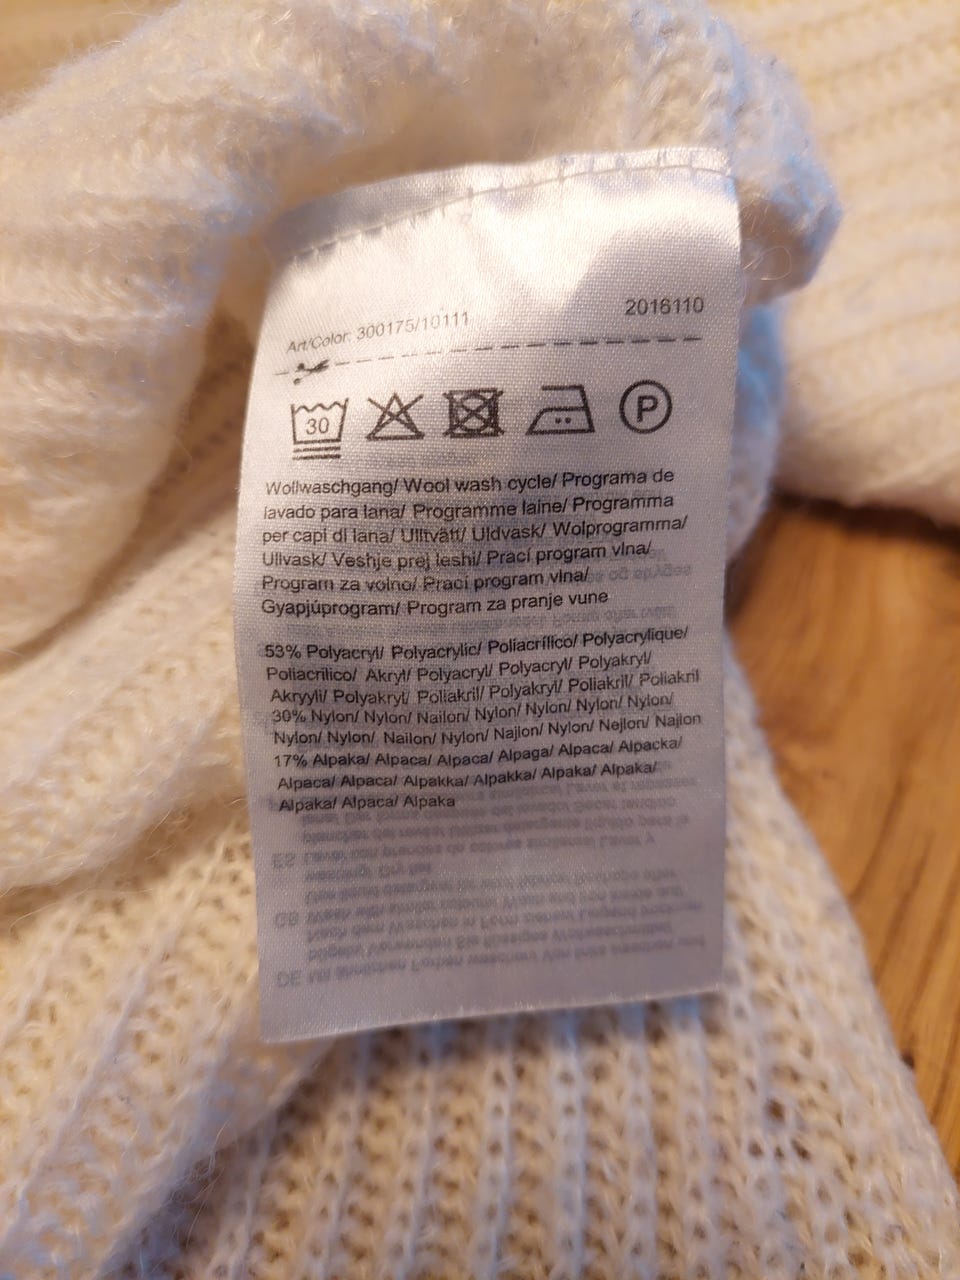 2016110
Art/Color: 300175/10111
30 P
Wollwaschgang/ Wool wash cycle/ Programa de
lavado para lana/ Programme laine/ Programma
per capi di lana/ Ulltvätt/ Uldvask/ Wolprogramma/
Ullvask/ Veshje prej leshi/ Prací program vlna/
Program za volno/ Prací program vlna/
Gyapjúprogram/ Program za pranje vune
53% Polyacryl/ Polyacrylic/ Poliacrílico/ Polyacrylique/
Poliacrilico/ Akryl/ Polyacryl/ Polyacryl/ Polyakryl/
Akryyli/ Polyakryl/ Poliakril/ Polyakryl/ Poliakril/ Poliakril
30% Nylon/ Nylon/ Nailon/ Nylon/ Nylon/ Nylon/ Nylon/
Nylon/ Nylon/ Nailon/ Nylon/ Najlon/ Nylon/ Nejlon/ Najlon
17% Alpaka/ Alpaca/ Alpaca/ Alpaga/ Alpaca/ Alpacka/
Alpaca/ Alpaca/ Alpakka/ Alpakka/ Alpaka/ Alpaka/
Alpaka/ Alpaca/ Alpaka